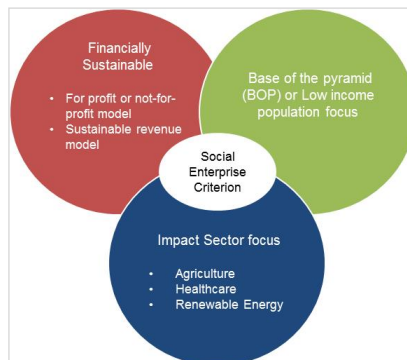 Financially
Sustainable
• For profit or not-for-
profit model
• Sustainable revenue
model
Base of the pyramid
(BOP) or Low income
population focus
Social
Enterprise
Criterion
Impact Sector focus
• Agriculture
• Healthcare
• Renewable Energy